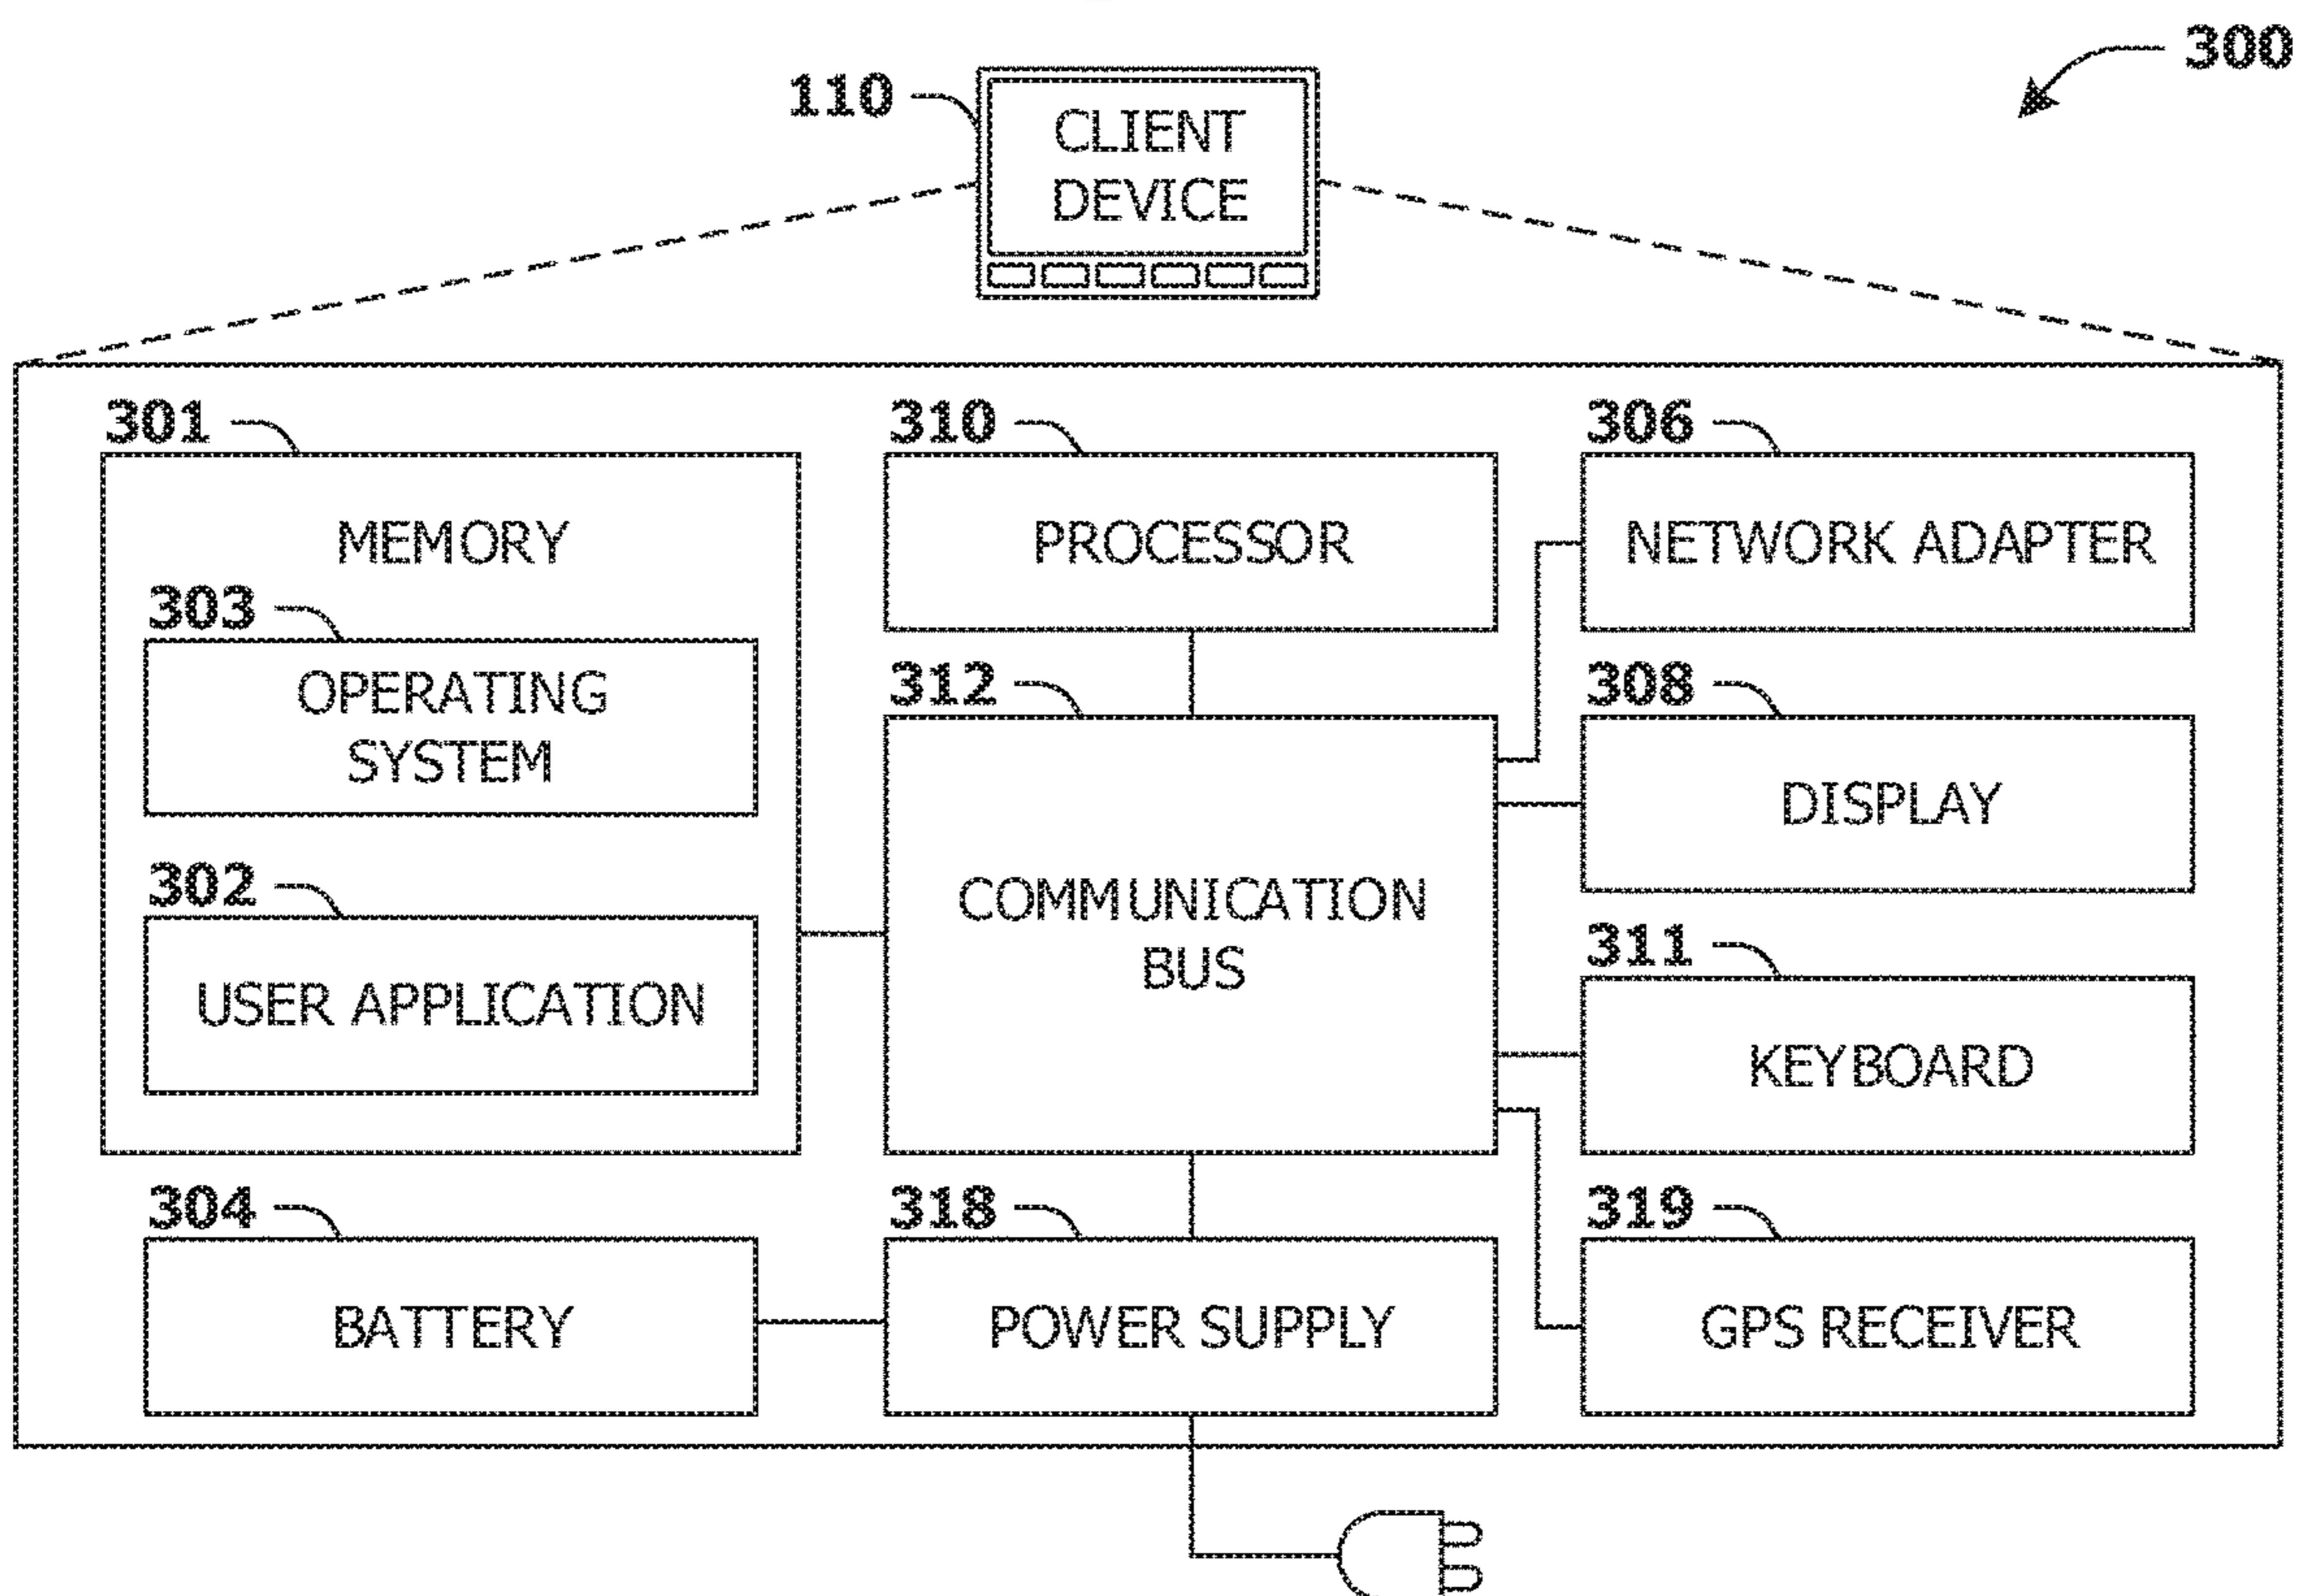 300
110
CLIENT
DEVICE
301
310
306
MEMORY
PROCESSOR
NETWORK ADAPTER
303
OPERATING
SYSTEM
312
308
DISPLAY
302
USER APPLICATION
COMMUNICATION
BUS
311
KEYBOARD
304
318
319
BATTERY
POWER SUPPLY
GPS RECEIVER